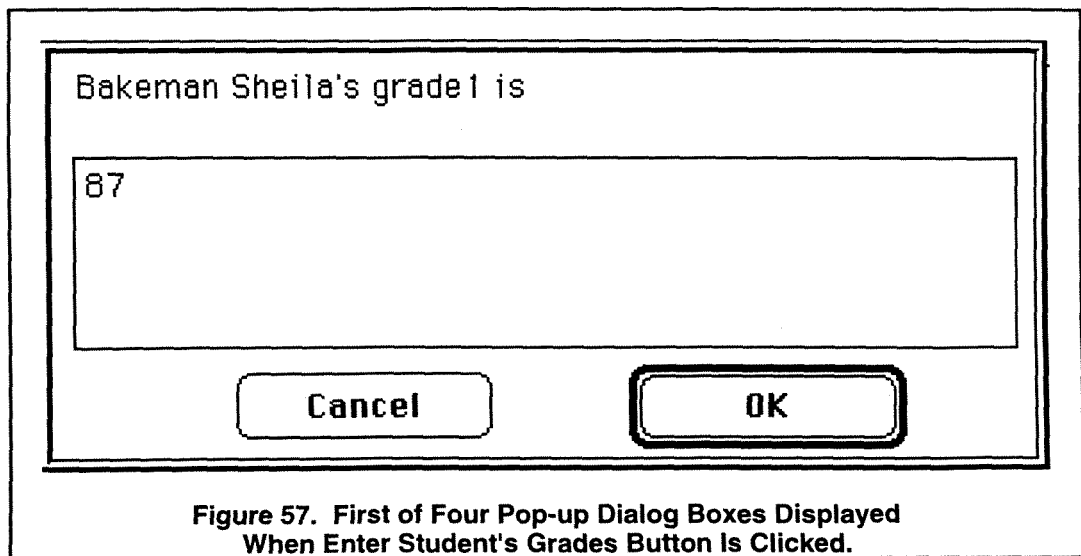 Bakeman Sheila's grade1 is
87
Cancel
OK
Figure 57. First of Four Pop-up Dialog Boxes Displayed
When Enter Student's Grades Button Is Clicked.